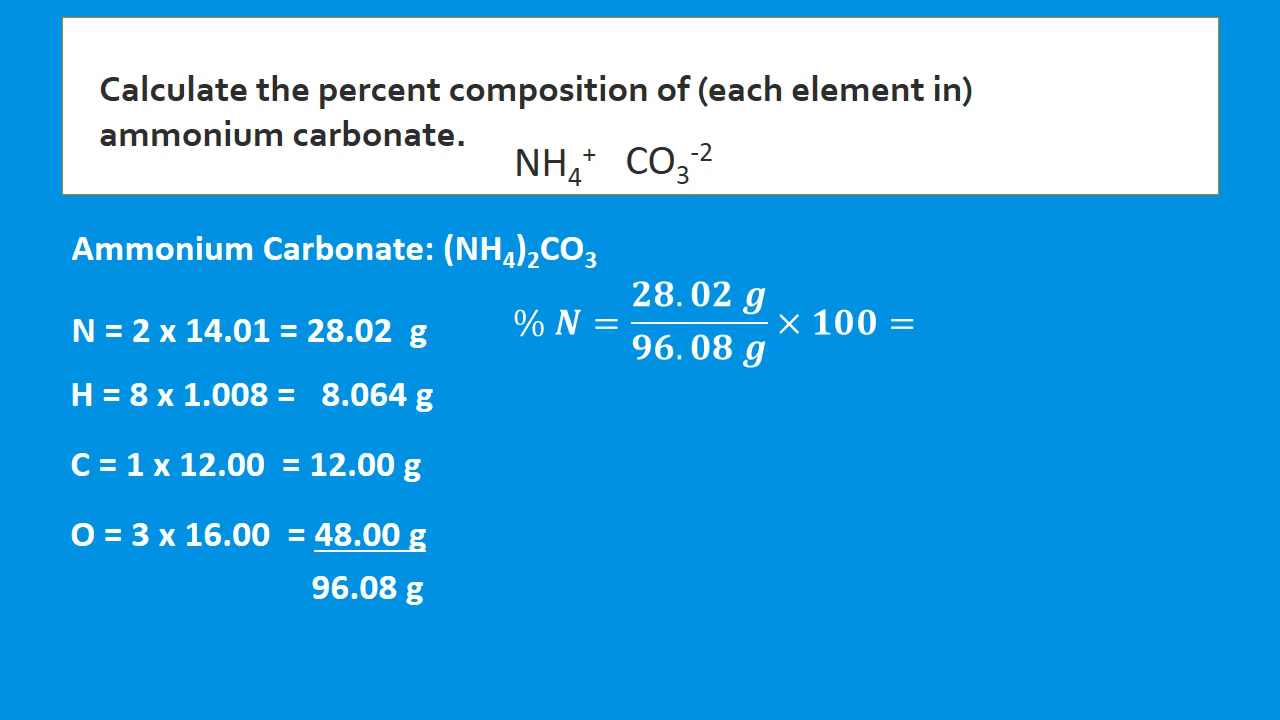 Calculate the percent composition of (each element in)
ammonium carbonate.
NH₄⁺ CO₃⁻²
Ammonium Carbonate: (NH₄)₂CO₃
% N = 28.02 g / 96.08 g × 100 =
N = 2 x 14.01 = 28.02 g
H = 8 x 1.008 = 8.064 g
C = 1 x 12.00 = 12.00 g
O = 3 x 16.00 = 48.00 g
96.08 g